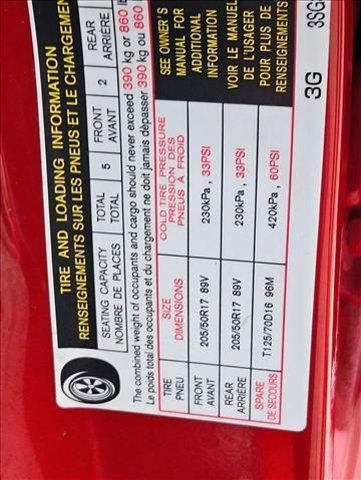 TIRE AND LOADING INFORMATION
RENSEIGNEMENTS SUR LES PNEUS ET LE CHARGEMENT
SEATING CAPACITY TOTAL 5 FRONT 2 REAR
NOMBRE DE PLACES TOTAL AVANT ARRIÈRE
The combined weight of occupants and cargo should never exceed 390 kg or 860
Le poids total des occupants et du chargement ne doit jamais dépasser 390 kg ou 860
TIRE SIZE COLD TIRE PRESSURE
PNEU DIMENSIONS PRESSION DES PNEUS À FROID
FRONT 205/50R17 89V 230kPa, 33PSI
AVANT
REAR 205/50R17 89V 230kPa, 33PSI
ARRIÈRE
SPARE T125/70D16 96M 420kPa, 60PSI
DE SECOURS
SEE OWNER'S
MANUAL FOR
ADDITIONAL
INFORMATION
VOIR LE MANUEL
DE L'USAGER
POUR PLUS DE
RENSEIGNEMENTS
3G 3SG